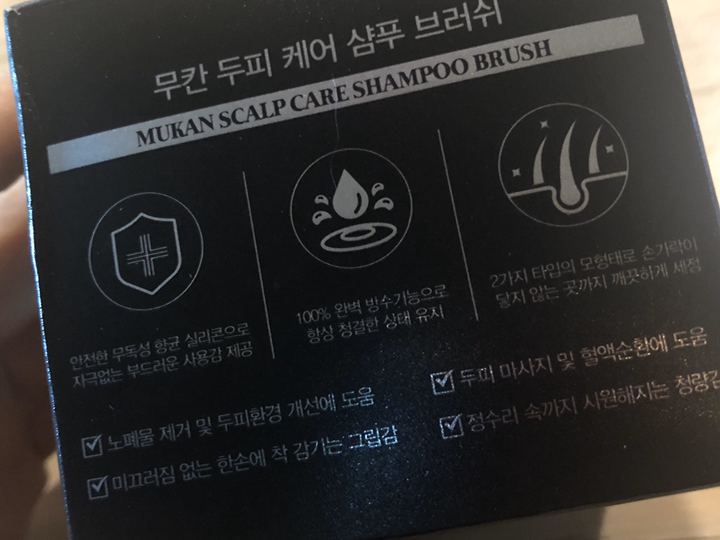 무칸 두피 케어 샴푸 브러쉬
MUKAN SCALP CARE SHAMPOO BRUSH
안전한 무독성 항균 실리콘으로
자극없는 부드러운 사용감 제공
100% 완벽 방수기능으로
항상 청결한 상태 유지
2가지 타입의 모형태로 손가락이
닿지 않는 곳까지 깨끗하게 세정
노폐물 제거 및 두피환경 개선에 도움
미끄러짐 없는 한손에 착 감기는 그립감
두피 마사지 및 혈액순환에 도움
정수리 속까지 시원해지는 청량감